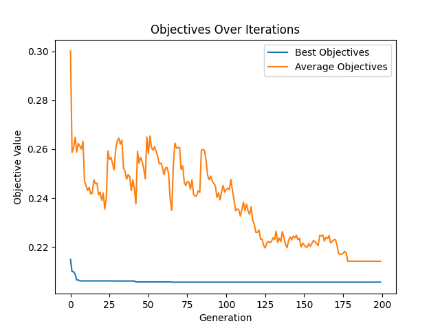 Objectives Over Iterations
Best Objectives
Average Objectives
Objective Value
0.30
0.28
0.26
0.24
0.22
0 25 50 75 100 125 150 175 200
Generation